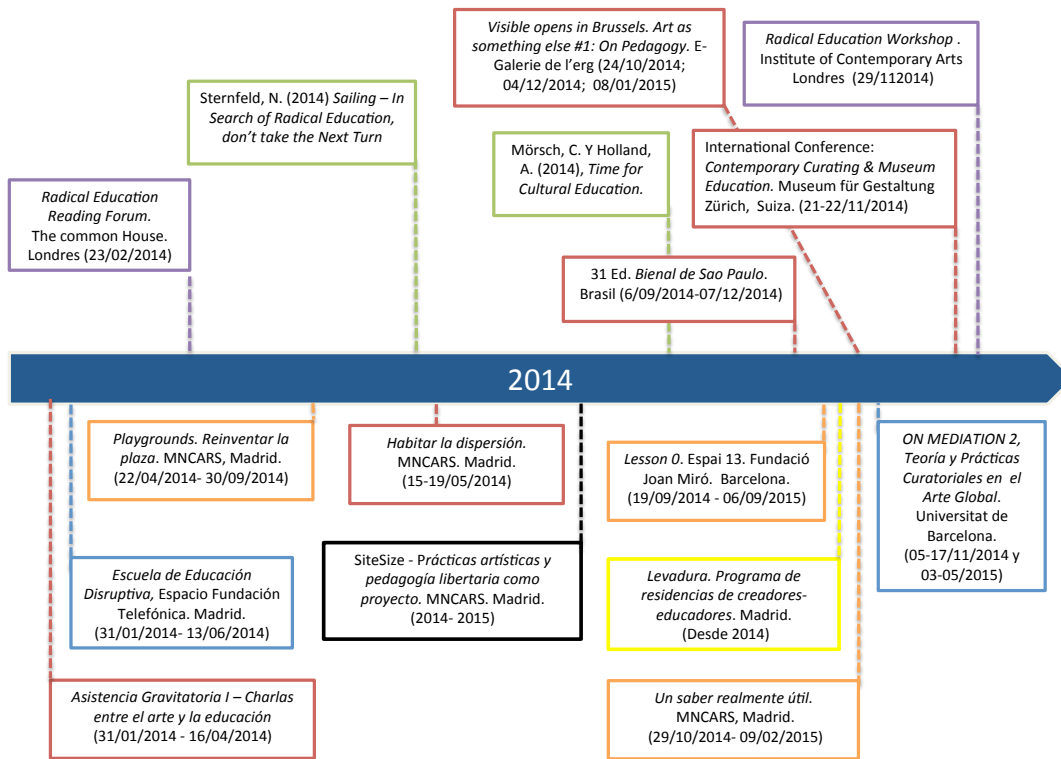 Visible opens in Brussels. Art as
something else #1: On Pedagogy. E-
Galerie de l'erg (24/10/2014;
04/12/2014; 08/01/2015)
Radical Education Workshop .
Institute of Contemporary Arts
Londres (29/112014)
Sternfeld, N. (2014) Sailing – In
Search of Radical Education,
don't take the Next Turn
Mörsch, C. Y Holland,
A. (2014), Time for
Cultural Education.
International Conference:
Contemporary Curating & Museum
Education. Museum für Gestaltung
Zürich, Suiza. (21-22/11/2014)
Radical Education
Reading Forum.
The common House.
Londres (23/02/2014)
31 Ed. Bienal de Sao Paulo.
Brasil (6/09/2014-07/12/2014)
2014
Playgrounds. Reinventar la
plaza. MNCARS, Madrid.
(22/04/2014- 30/09/2014)
Habitar la dispersión.
MNCARS. Madrid.
(15-19/05/2014)
Lesson 0. Espai 13. Fundació
Joan Miró. Barcelona.
(19/09/2014 - 06/09/2015)
ON MEDIATION 2,
Teoría y Prácticas
Curatoriales en el
Arte Global.
Universitat de
Barcelona.
(05-17/11/2014 y
03-05/2015)
Escuela de Educación
Disruptiva, Espacio Fundación
Telefónica. Madrid.
(31/01/2014- 13/06/2014)
SiteSize - Prácticas artísticas y
pedagogía libertaria como
proyecto. MNCARS. Madrid.
(2014- 2015)
Levadura. Programa de
residencias de creadores-
educadores. Madrid.
(Desde 2014)
Asistencia Gravitatoria I – Charlas
entre el arte y la educación
(31/01/2014 - 16/04/2014)
Un saber realmente útil.
MNCARS, Madrid.
(29/10/2014- 09/02/2015)